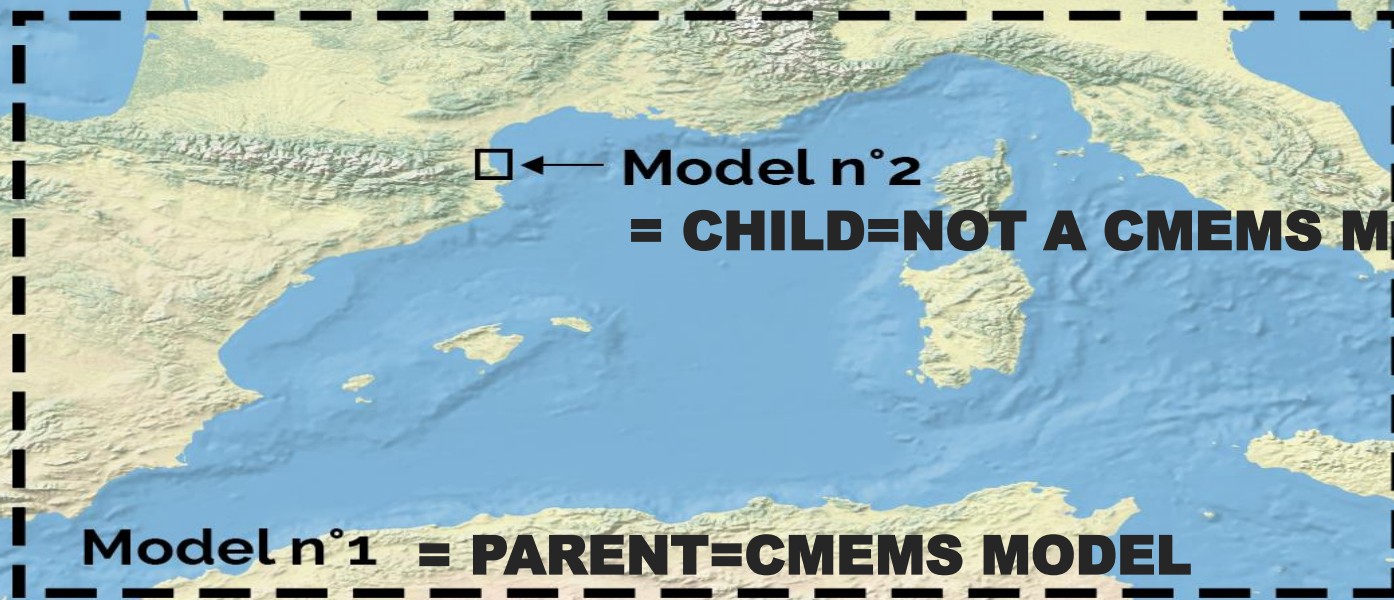 Model n°2
= CHILD=NOT A CMEMS M
Model n°1 = PARENT=CMEMS MODEL